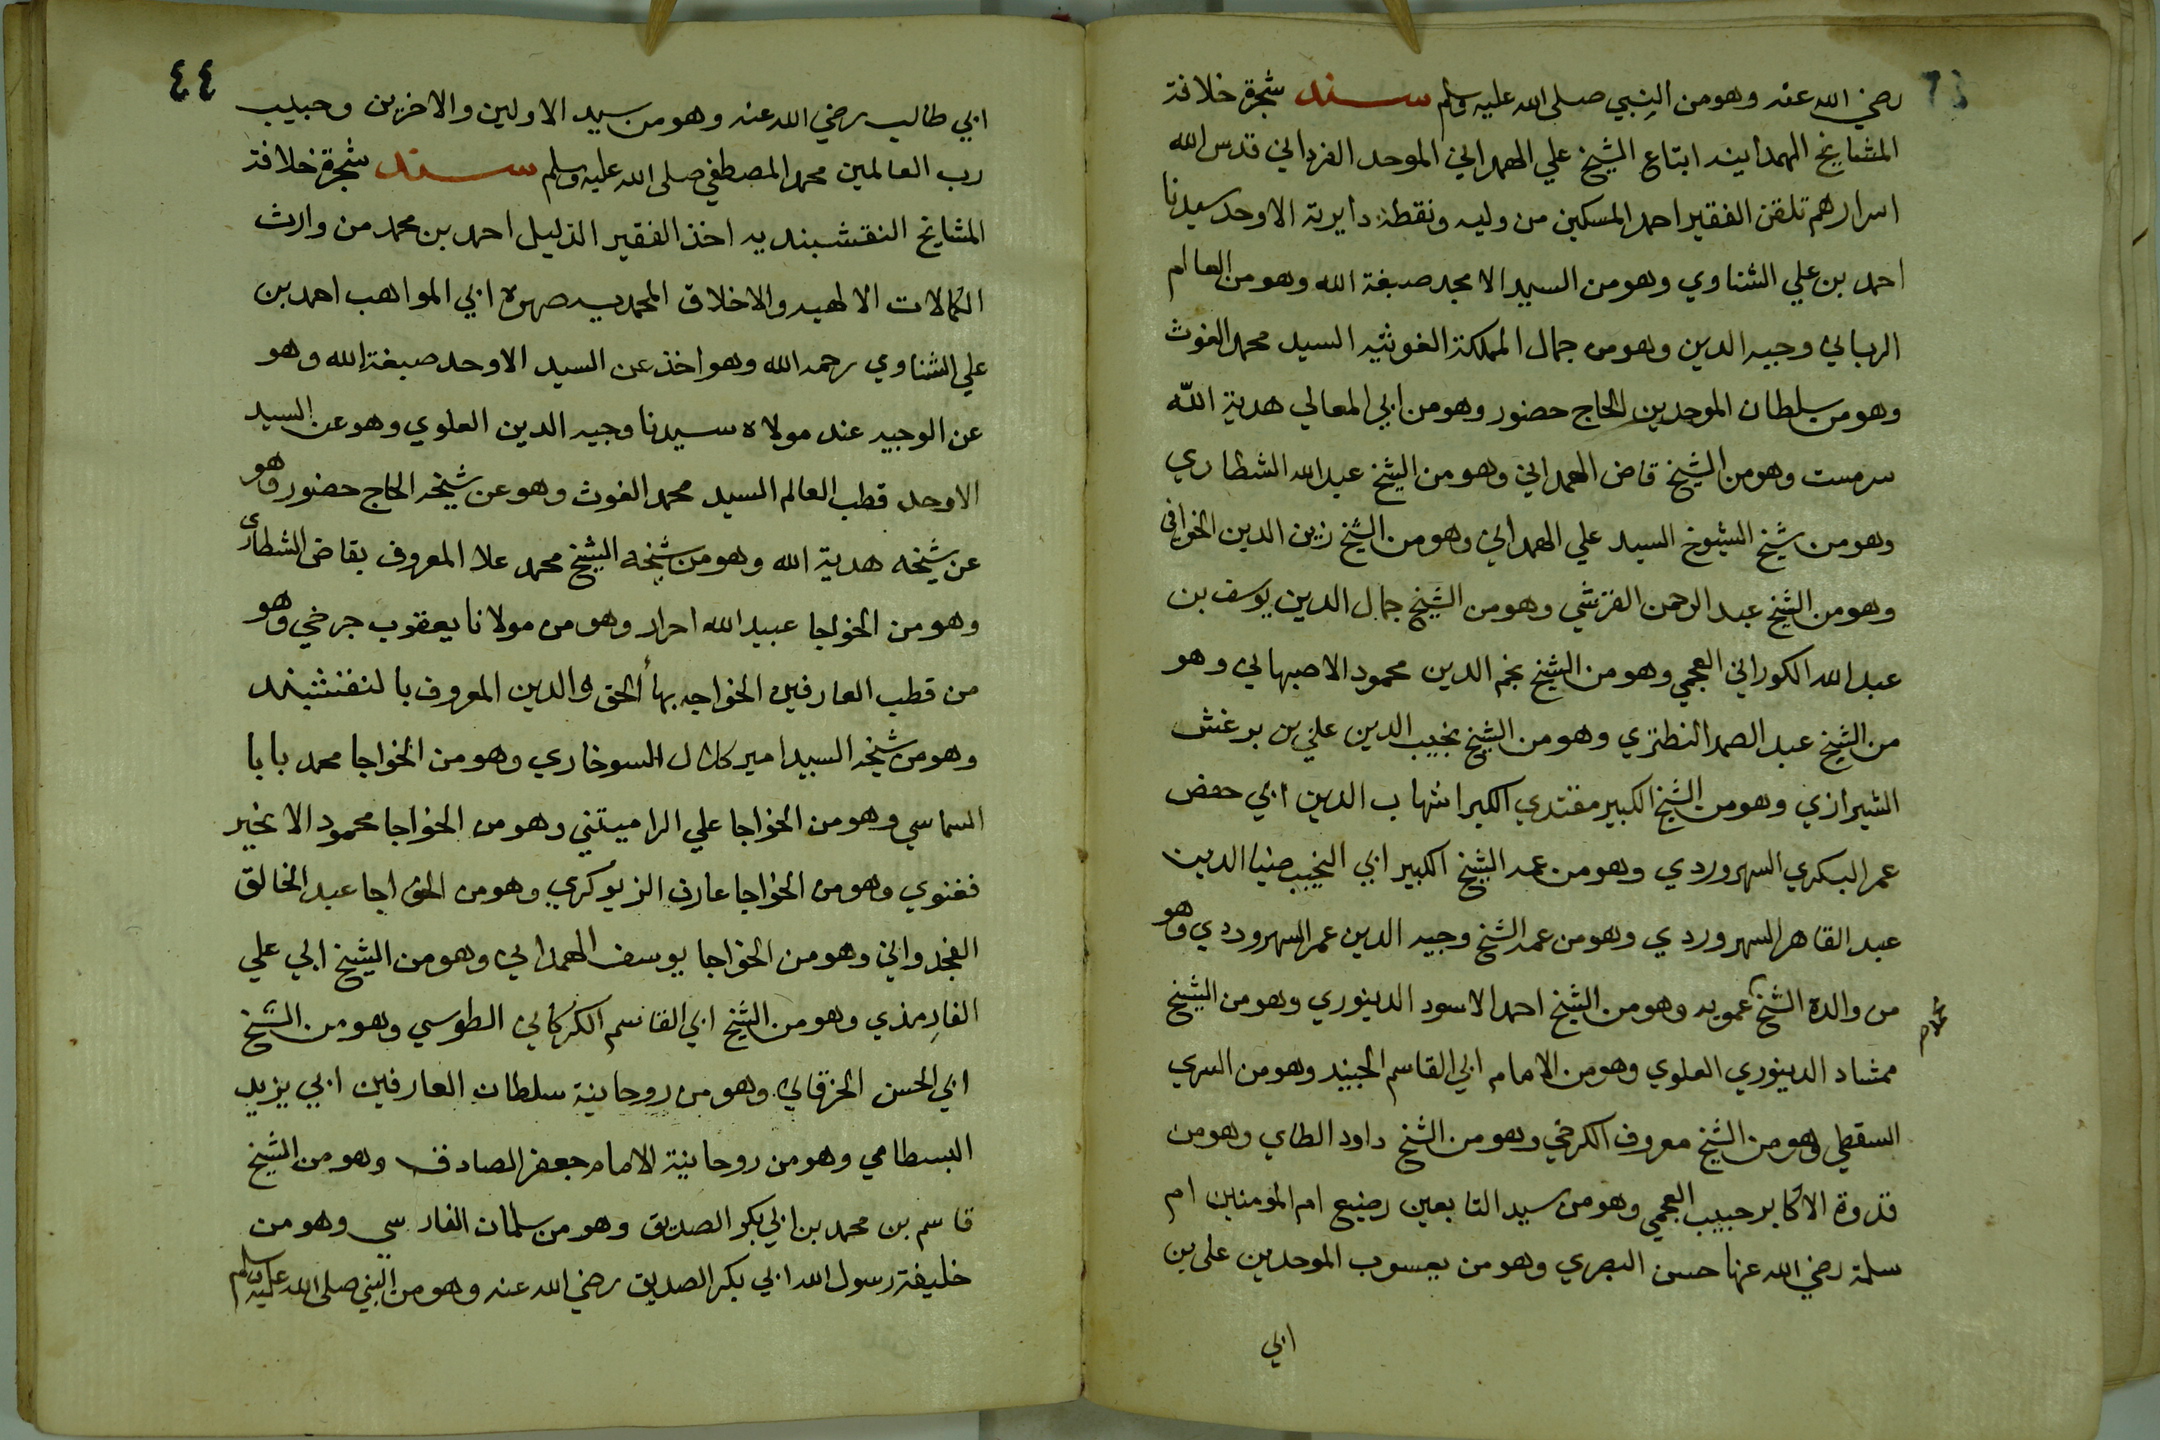 رضي الله عنه وهو من النبي صلى الله عليه وسلم سند شجرة خلافة
المشايخ الهمدانيه ابتاع الشيخ علي الهمداني الموحد الفرداني قدس الله
اسرارهم تلقن الفقير احمد المسكين من وليه ونقطة دايرته الاوحد سيدنا
احمد بن علي الشناوي وهو من السيد الامجد صبغة الله وهو من العالم
الرباني وجيه الدين وهو من جمال المملكة الغوثيه السيد محمد الغوث
وهو من سلطان الموحدين الحاج حضور وهو من ابي المعالي هدية الله
سرمست وهو من الشيخ قاض الهمداني وهو من الشيخ عبد الله الشطاري
وهو من شيخ الشيوخ السيد علي الهمداني وهو من الشيخ زين الدين الخوافى
وهو من الشيخ عبد الرحمن القرشي وهو من الشيخ جمال الدين يوسف بن
عبد الله الكوراني العجمي وهو من الشيخ نجم الدين محمود الاصبهاني وهو
من الشيخ عبد الصمد النطنزي وهو من الشيخ نجيب الدين علي بن برغش
الشيرازي وهو من الشيخ الكبير مقتدي الكبرا شهاب الدين ابي حفص
عمر البكري السهروردي وهو من عمه الشيخ الكبير ابي النجيب ضيا الدين
عبد القاهر السهروردي وهو من عمه الشيخ وجيه الدين عمر السهروردي وهو
من والده الشيخ عمويه وهو من الشيخ احمد الاسود الدينوري وهو من الشيخ
ممشاد الدينوري العلوي وهو من الامام ابي القاسم الجنيد وهو من السري
السقطي وهو من الشيخ معروف الكرخي وهو من الشيخ داود الطاي وهو من
قدوة الاكابر حبيب العجمي وهو من سيد التابعين رضيع ام المومنين ام
سلمة رضي الله عنها حسن البصري وهو من يعسوب الموحدين على بن
ابي
٤٤
ابي طالب رضي الله عنه وهو من سيد الاولين والاخرين وحبيب
رب العالمين محمد المصطفي صلى الله عليه وسلم سند شجرة خلافة
المشايخ النقشبنديه اخذ الفقير الذليل احمد بن محمد من وارث
الكمالات الالهيه والاخلاق المحمديه صهره ابي المواهب احمد بن
علي الشناوي رحمه الله وهو اخذ عن السيد الاوحد صبغة الله وهو
عن الوجيه عند مولاه سيدنا وجيه الدين العلوي وهو عن السيد
الاوحد قطب العالم السيد محمد الغوث وهو عن شيخه الحاج حضور وهو
عن شيخه هدية الله وهو من شيخه الشيخ محمد علا المعروف بقاض الشطارى
وهو من الخواجا عبيد الله احرار وهو من مولانا يعقوب جرخي وهو
من قطب العارفين الخواجه بهأ الحق والدين المعروف بالنقشبند
وهو من شيخه السيد امير كلال السوخاري وهو من الخواجا محمد بابا
السماسي وهو من الخواجا علي الراميتني وهو من الخواجا محمود الانجير
فغنوي وهو من الخواجا عارف الزيوكري وهو من الخواجا عبد الخالق
الغجدواني وهو من الخواجا يوسف الهمداني وهو من الشيخ ابي علي
الفارمذي وهو من الشيخ ابي القاسم الكركاني الطوسي وهو من الشيخ
ابي الحسن الخرقاني وهو من روحانية سلطان العارفين ابي يزيد
البسطامي وهو من روحانية الامام جعفر الصادق وهو من الشيخ
قاسم بن محمد بن ابي بكر الصديق وهو من سلمان الفارسي وهو من
خليفة رسول الله ابي بكر الصديق رضي الله عنه وهو من النبي صلى الله عليه وسلم